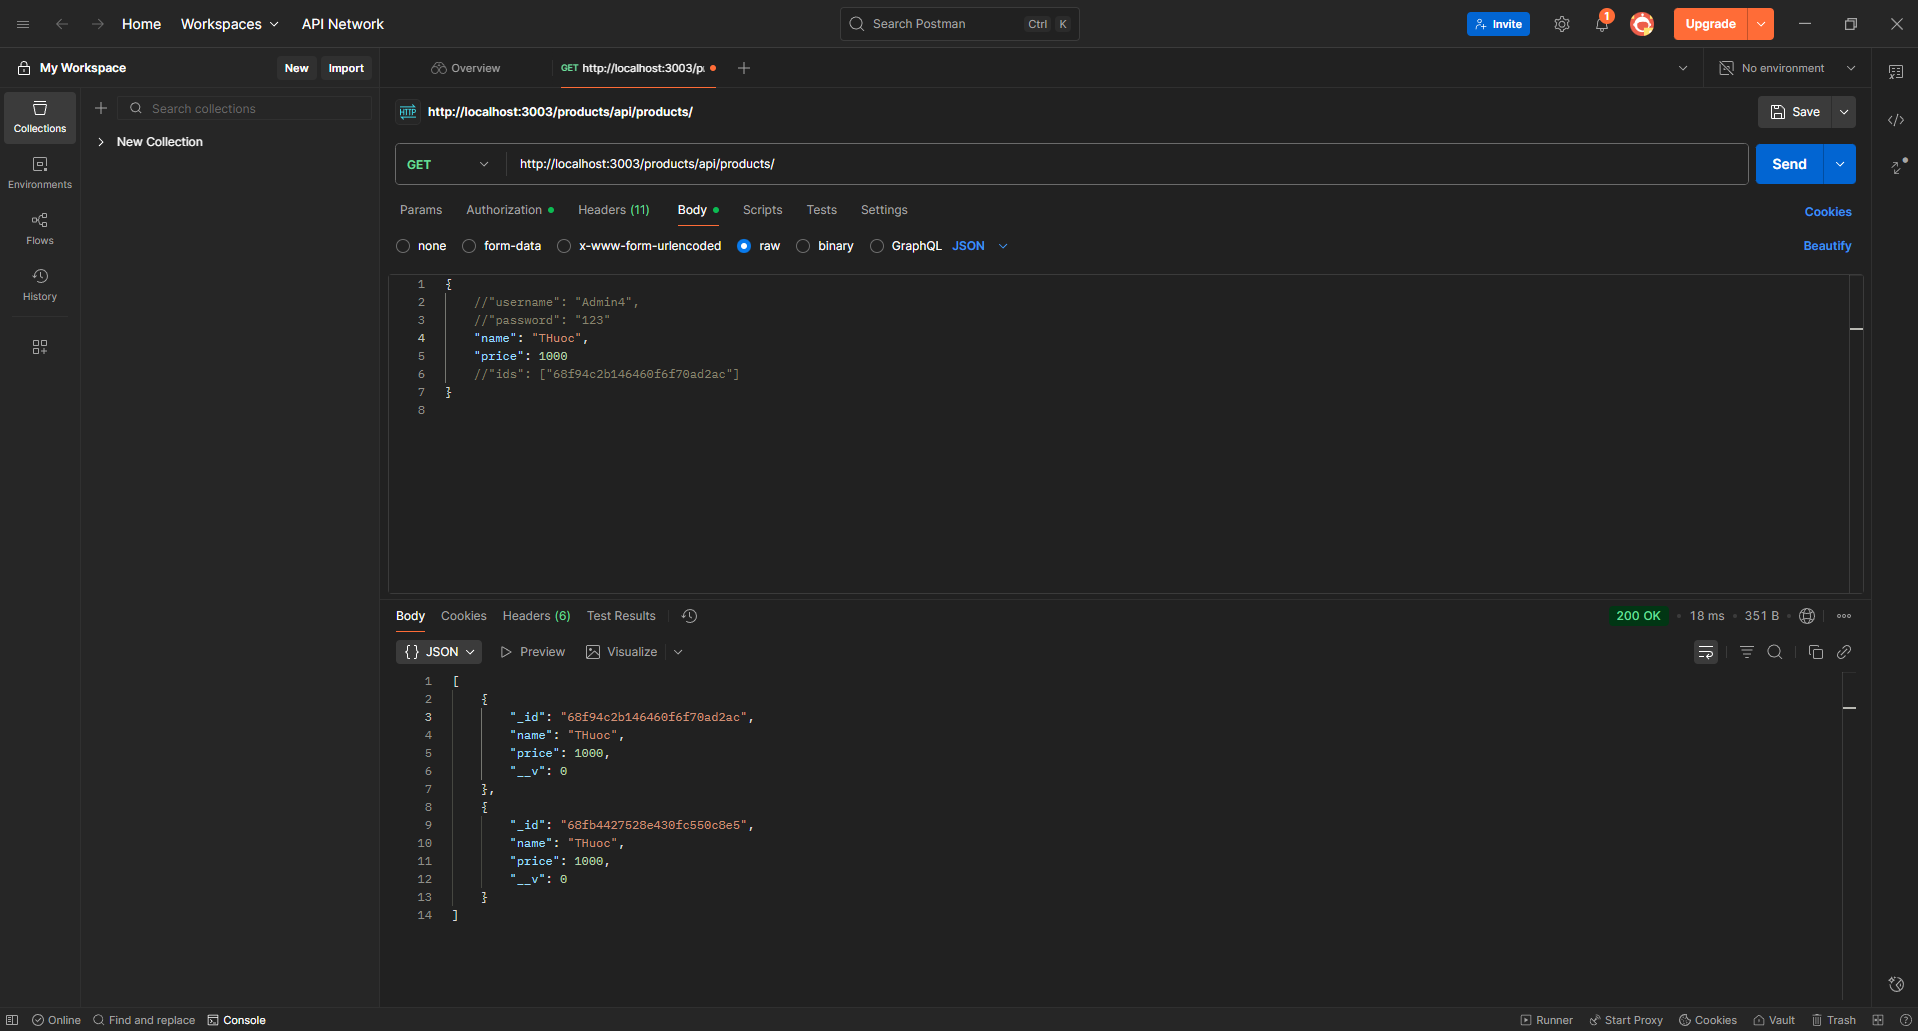 Home Workspaces API Network Search Postman Ctrl K Invite 1 Upgrade
My Workspace New Import Overview GET http://localhost:3003/p No environment
Search collections
New Collection
Collections
Environments
Flows
History
HTTP http://localhost:3003/products/api/products/ Save
GET http://localhost:3003/products/api/products/ Send
Params Authorization Headers (11) Body Scripts Tests Settings Cookies
none form-data x-www-form-urlencoded raw binary GraphQL JSON Beautify
1 {
2 //"username": "Admin4",
3 //"password": "123"
4 "name": "THuoc",
5 "price": 1000
6 //"ids": ["68f94c2b146460f6f70ad2ac"]
7 }
8
Body Cookies Headers (6) Test Results 200 OK 18 ms 351 B
{} JSON Preview Visualize
1 [
2 {
3 "_id": "68f94c2b146460f6f70ad2ac",
4 "name": "THuoc",
5 "price": 1000,
6 "__v": 0
7 },
8 {
9 "_id": "68fb4427528e430fc550c8e5",
10 "name": "THuoc",
11 "price": 1000,
12 "__v": 0
13 }
14 ]
Online Find and replace Console Runner Start Proxy Cookies Vault Trash